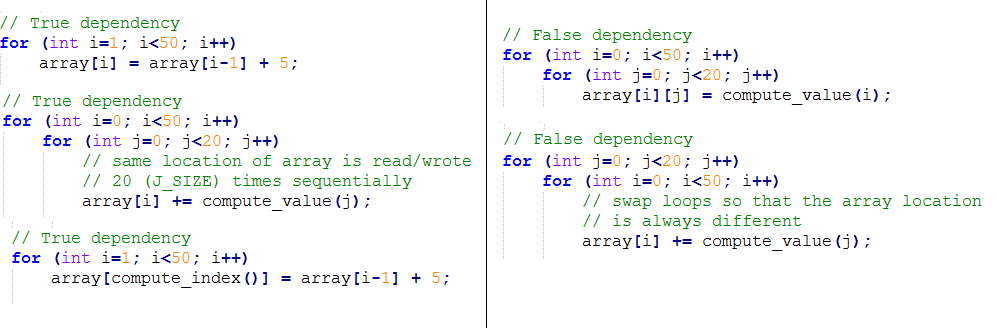 // True dependency
for (int i=1; i<50; i++)
array[i] = array[i-1] + 5;
// True dependency
for (int i=0; i<50; i++)
for (int j=0; j<20; j++)
// same location of array is read/wrote
// 20 (J_SIZE) times sequentially
array[i] += compute_value(j);
// True dependency
for (int i=1; i<50; i++)
array[compute_index()] = array[i-1] + 5;
// False dependency
for (int i=0; i<50; i++)
for (int j=0; j<20; j++)
array[i][j] = compute_value(i);
// False dependency
for (int j=0; j<20; j++)
for (int i=0; i<50; i++)
// swap loops so that the array location
// is always different
array[i] += compute_value(j);